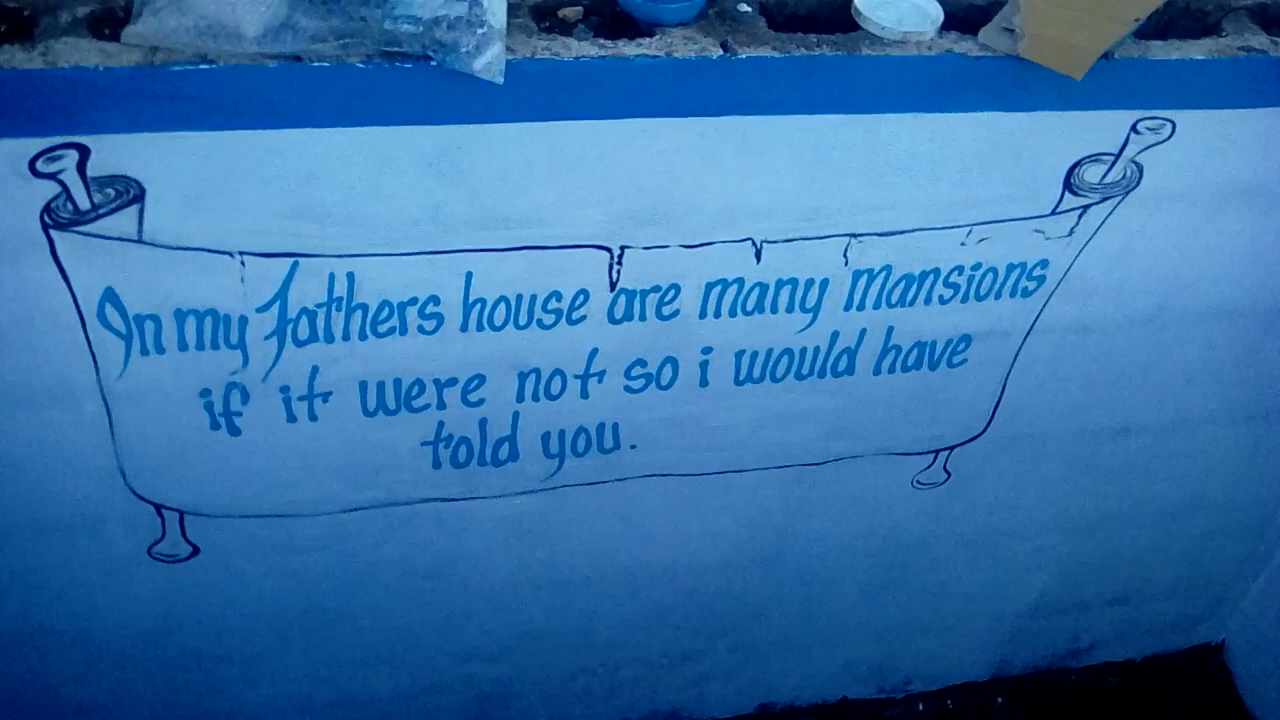 In my Fathers house are many Mansions
if it were not so i would have
told you.